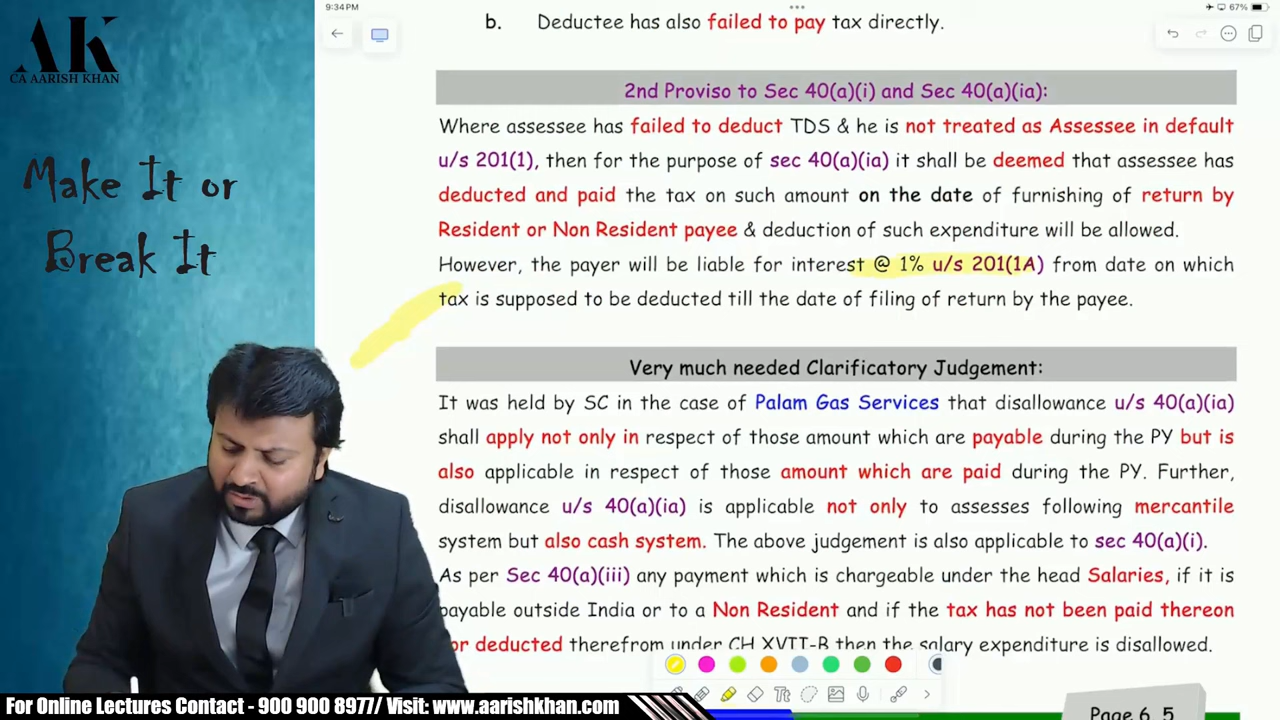 9:34 PM
67%
b. Deductee has also failed to pay tax directly.
AK
CA AARISH KHAN
Make It or
Break It
2nd Proviso to Sec 40(a)(i) and Sec 40(a)(ia):
Where assessee has failed to deduct TDS & he is not treated as Assessee in default
u/s 201(1), then for the purpose of sec 40(a)(ia) it shall be deemed that assessee has
deducted and paid the tax on such amount on the date of furnishing of return by
Resident or Non Resident payee & deduction of such expenditure will be allowed.
However, the payer will be liable for interest @ 1% u/s 201(1A) from date on which
tax is supposed to be deducted till the date of filing of return by the payee.
Very much needed Clarificatory Judgement:
It was held by SC in the case of Palam Gas Services that disallowance u/s 40(a)(ia)
shall apply not only in respect of those amount which are payable during the PY but is
also applicable in respect of those amount which are paid during the PY. Further,
disallowance u/s 40(a)(ia) is applicable not only to assesses following mercantile
system but also cash system. The above judgement is also applicable to sec 40(a)(i).
As per Sec 40(a)(iii) any payment which is chargeable under the head Salaries, if it is
payable outside India or to a Non Resident and if the tax has not been paid thereon
or deducted therefrom under CH XVII-B then the salary expenditure is disallowed.
Tt
Page 6.5
For Online Lectures Contact - 900 900 8977/ Visit: www.aarishkhan.com